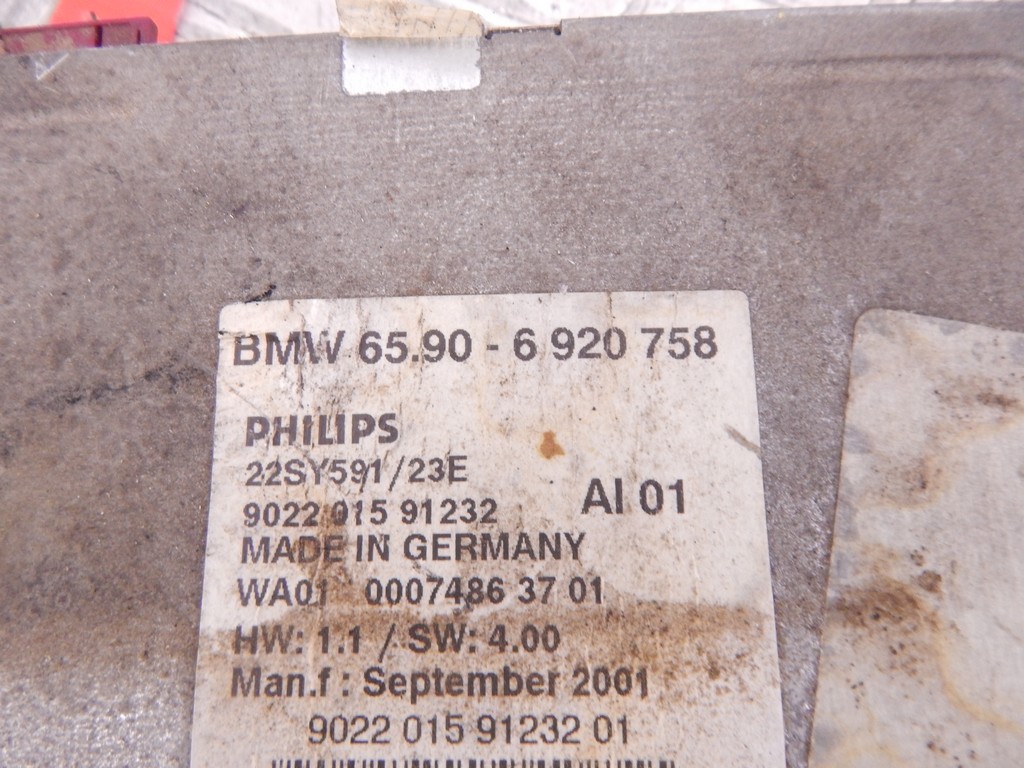 BMW 65.90 - 6 920 758
PHILIPS
22SY591/23E
AI 01
9022 015 91232
MADE IN GERMANY
WA01 0007486 37 01
HW: 1.1 / SW: 4.00
Man.f : September 2001
9022 015 91232 01